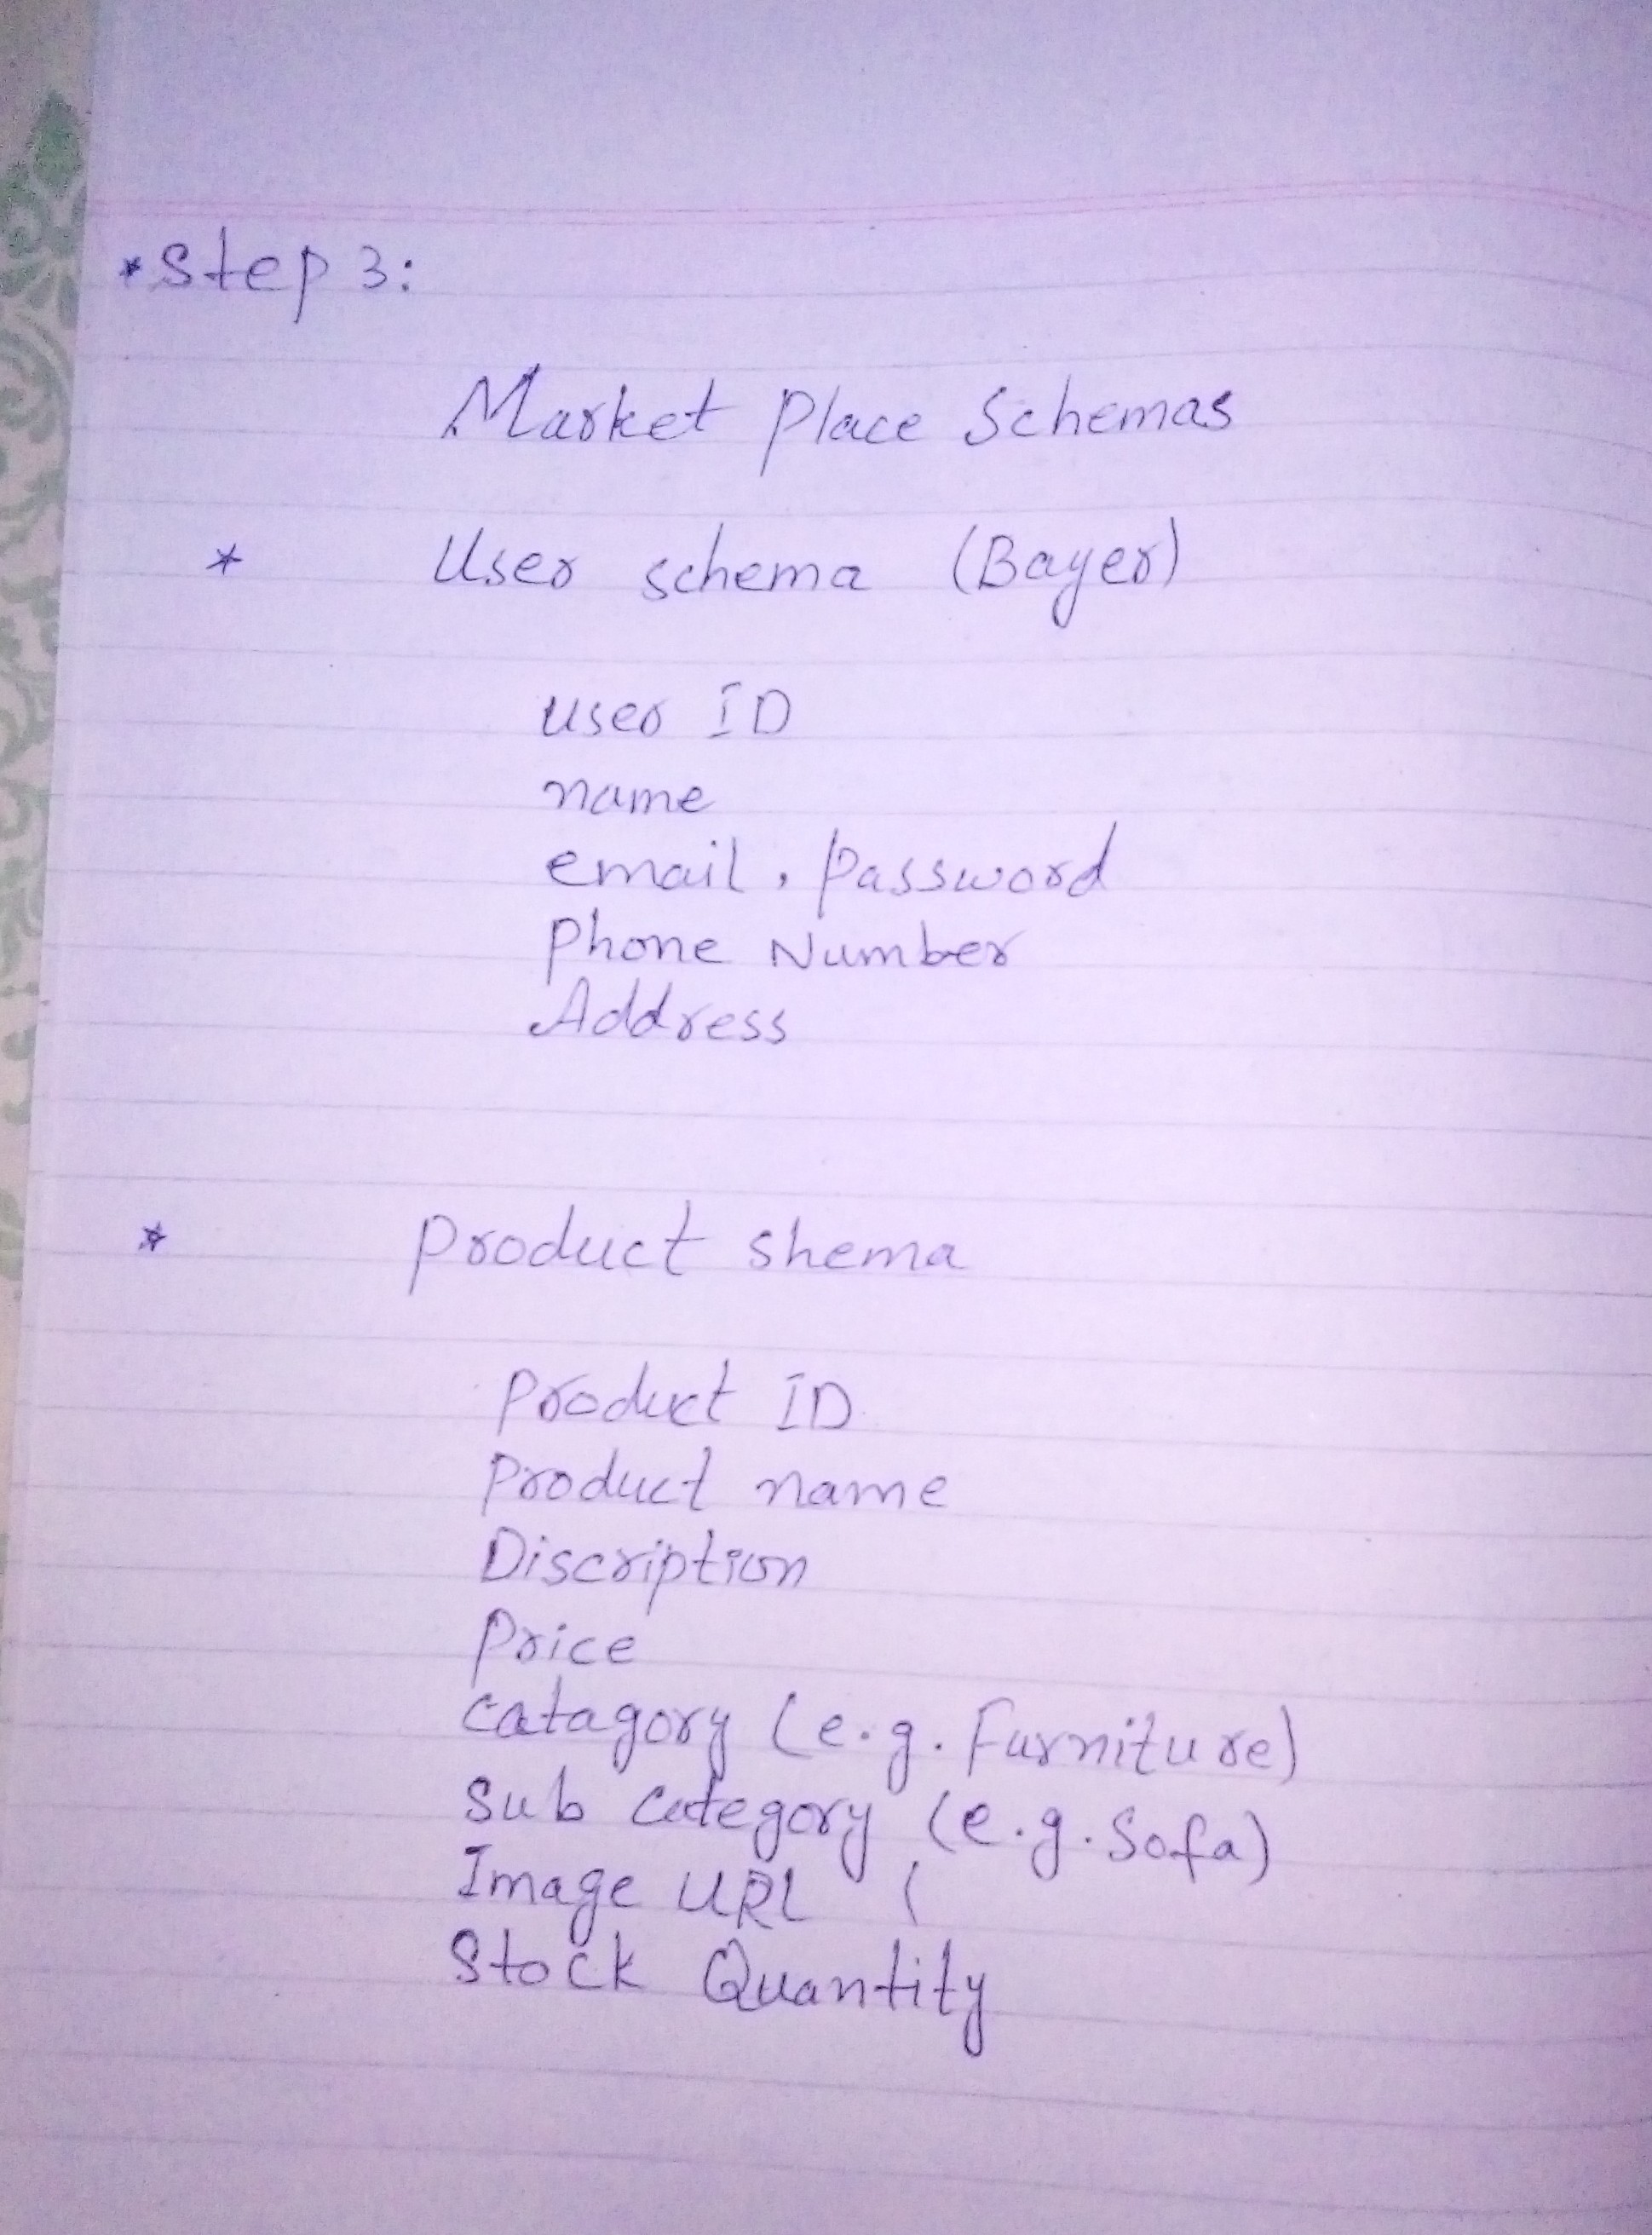 * Step 3:
Market Place Schemas
* User schema (Bayer)
user ID
name
email, Password
Phone Number
Address
* Product shema
Product ID
Product name
Discription
Price
catagory (e.g. Furniture)
Sub category (e.g. Sofa)
Image URL (
Stock Quantity